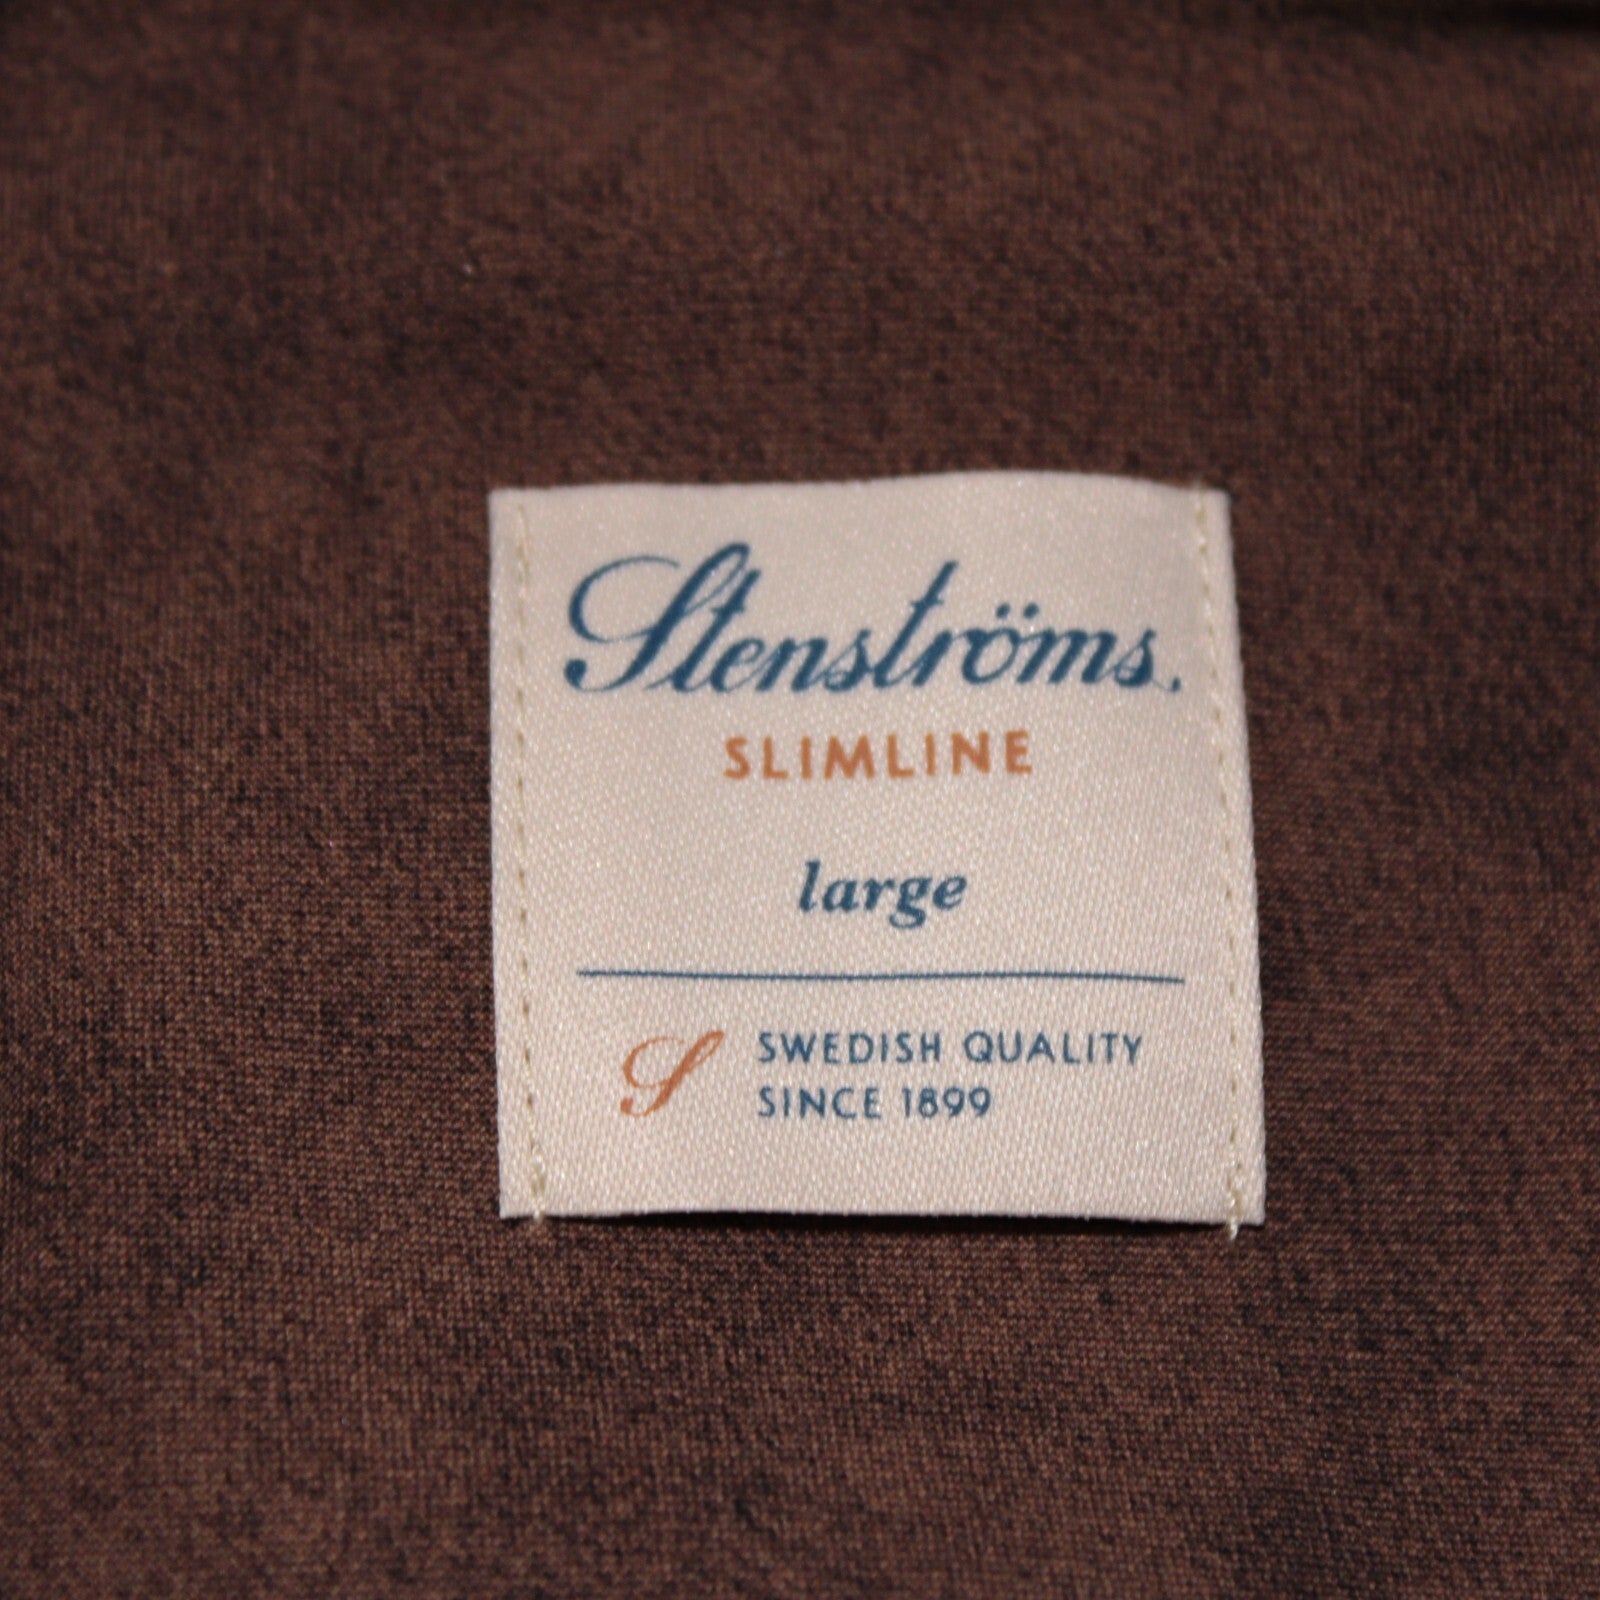 Stenströms.
SLIMLINE
large
S SWEDISH QUALITY
SINCE 1899